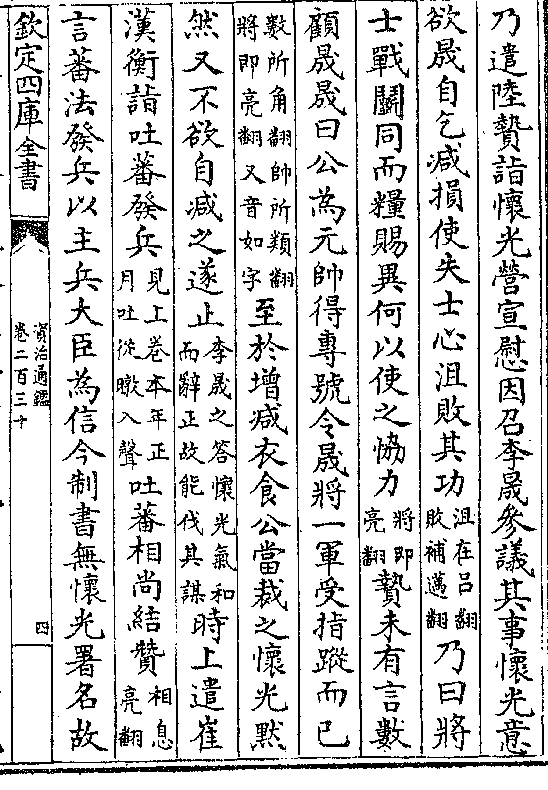 乃遣陸贄詣懷光營宣慰因召李晟參議其事懷光意
欲晟自乞減損使失士心沮敗其功沮在吕翻敗補邁翻乃曰將
士戰鬭同而糧賜異何以使之恊力將即亮翻贄未有言數
顧晟晟曰公為元帥得專號令晟將一軍受指蹤而已
數所角翻帥所類翻將即亮翻又音如字至於增减衣食公當裁之懷光黙
然又不欲自减之遂止李晟之答懷光氣和而辭正故能伐其謀時上遣崔
漢衡詣吐蕃發兵見上卷本年正月吐從暾入聲吐蕃相尚結贊相息亮翻
言蕃法發兵以主兵大臣為信今制書無懷光署名故
欽定四庫全書
資治通鑑
卷二百三十
四